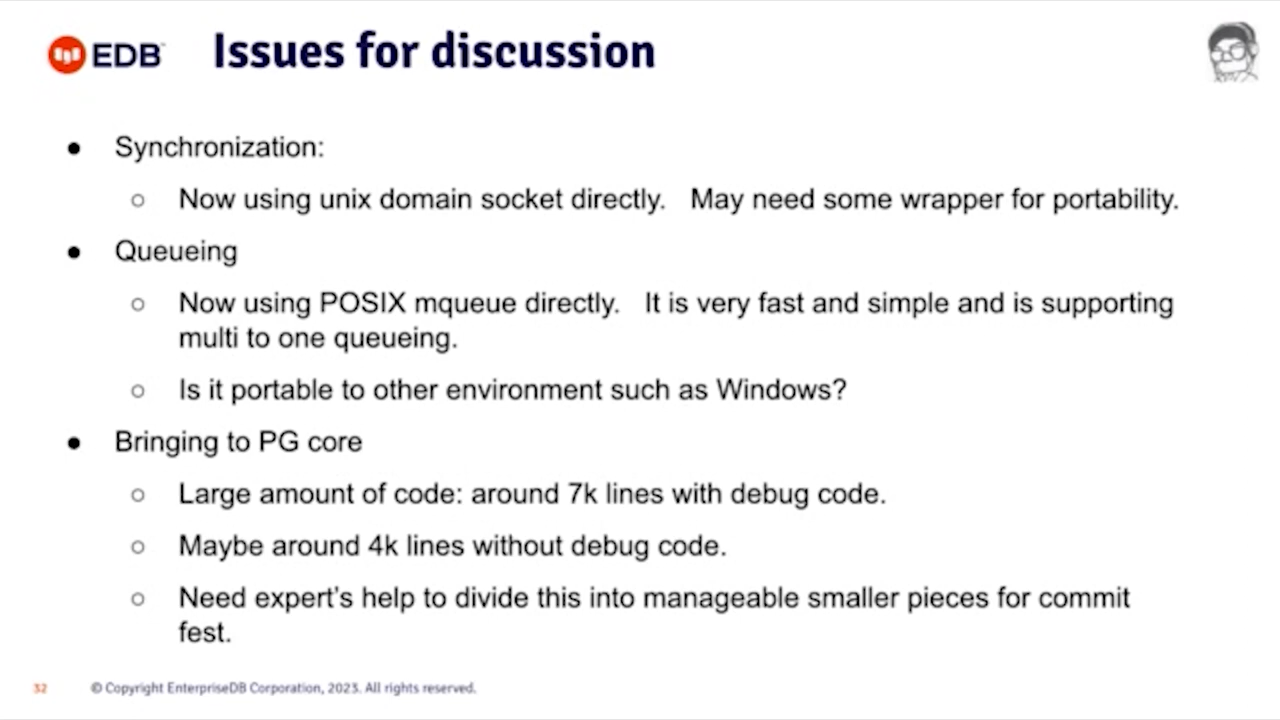 EDB
Issues for discussion
● Synchronization:
○ Now using unix domain socket directly. May need some wrapper for portability.
● Queueing
○ Now using POSIX mqueue directly. It is very fast and simple and is supporting
multi to one queueing.
○ Is it portable to other environment such as Windows?
● Bringing to PG core
○ Large amount of code: around 7k lines with debug code.
○ Maybe around 4k lines without debug code.
○ Need expert's help to divide this into manageable smaller pieces for commit
fest.
32 © Copyright EnterpriseDB Corporation, 2023. All rights reserved.